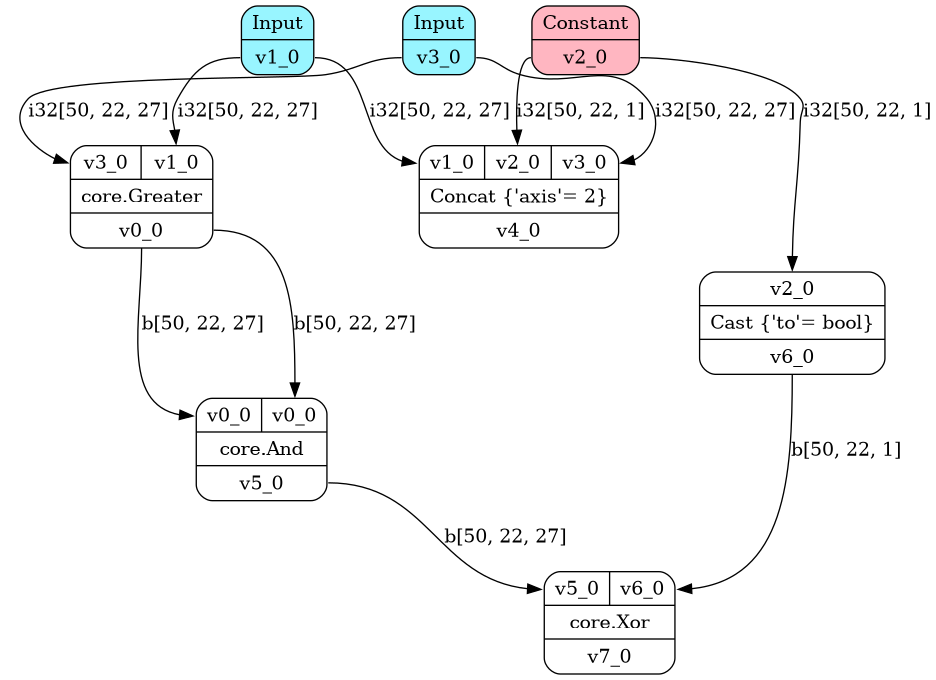 Input
v1_0
Input
v3_0
Constant
v2_0
i32[50, 22, 27]
i32[50, 22, 27]
i32[50, 22, 27]
i32[50, 22, 1]
i32[50, 22, 27]
i32[50, 22, 1]
v3_0 v1_0
core.Greater
v0_0
v1_0 v2_0 v3_0
Concat {'axis'= 2}
v4_0
v2_0
Cast {'to'= bool}
v6_0
b[50, 22, 27]
b[50, 22, 27]
v0_0 v0_0
core.And
v5_0
b[50, 22, 1]
b[50, 22, 27]
v5_0 v6_0
core.Xor
v7_0